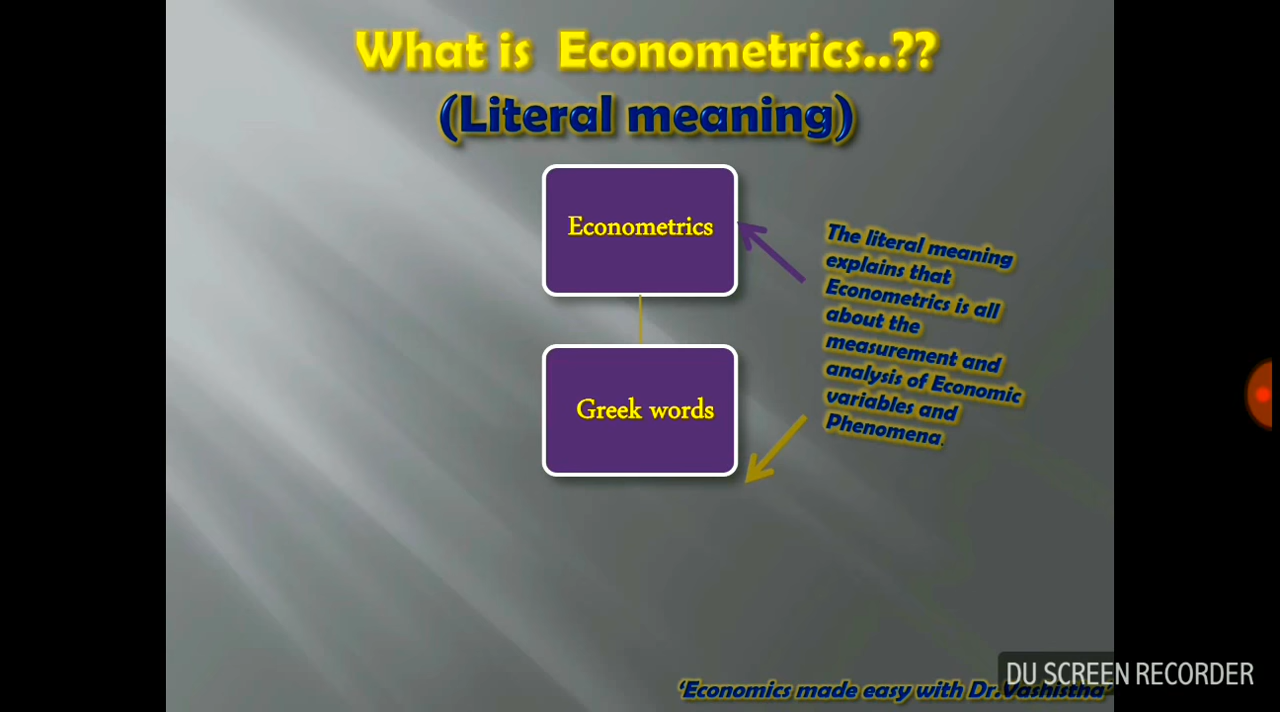 What is Econometrics..??
(Literal meaning)
Econometrics
The literal meaning
explains that
Econometrics is all
about the
measurement and
analysis of Economic
variables and
Phenomena.
Greek words
'Economics made easy with Dr.Vashistha'
DU SCREEN RECORDER